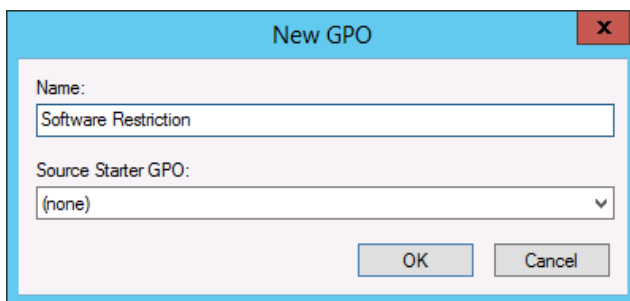 New GPO
x
Name:
Software Restriction
Source Starter GPO:
(none)
OK Cancel